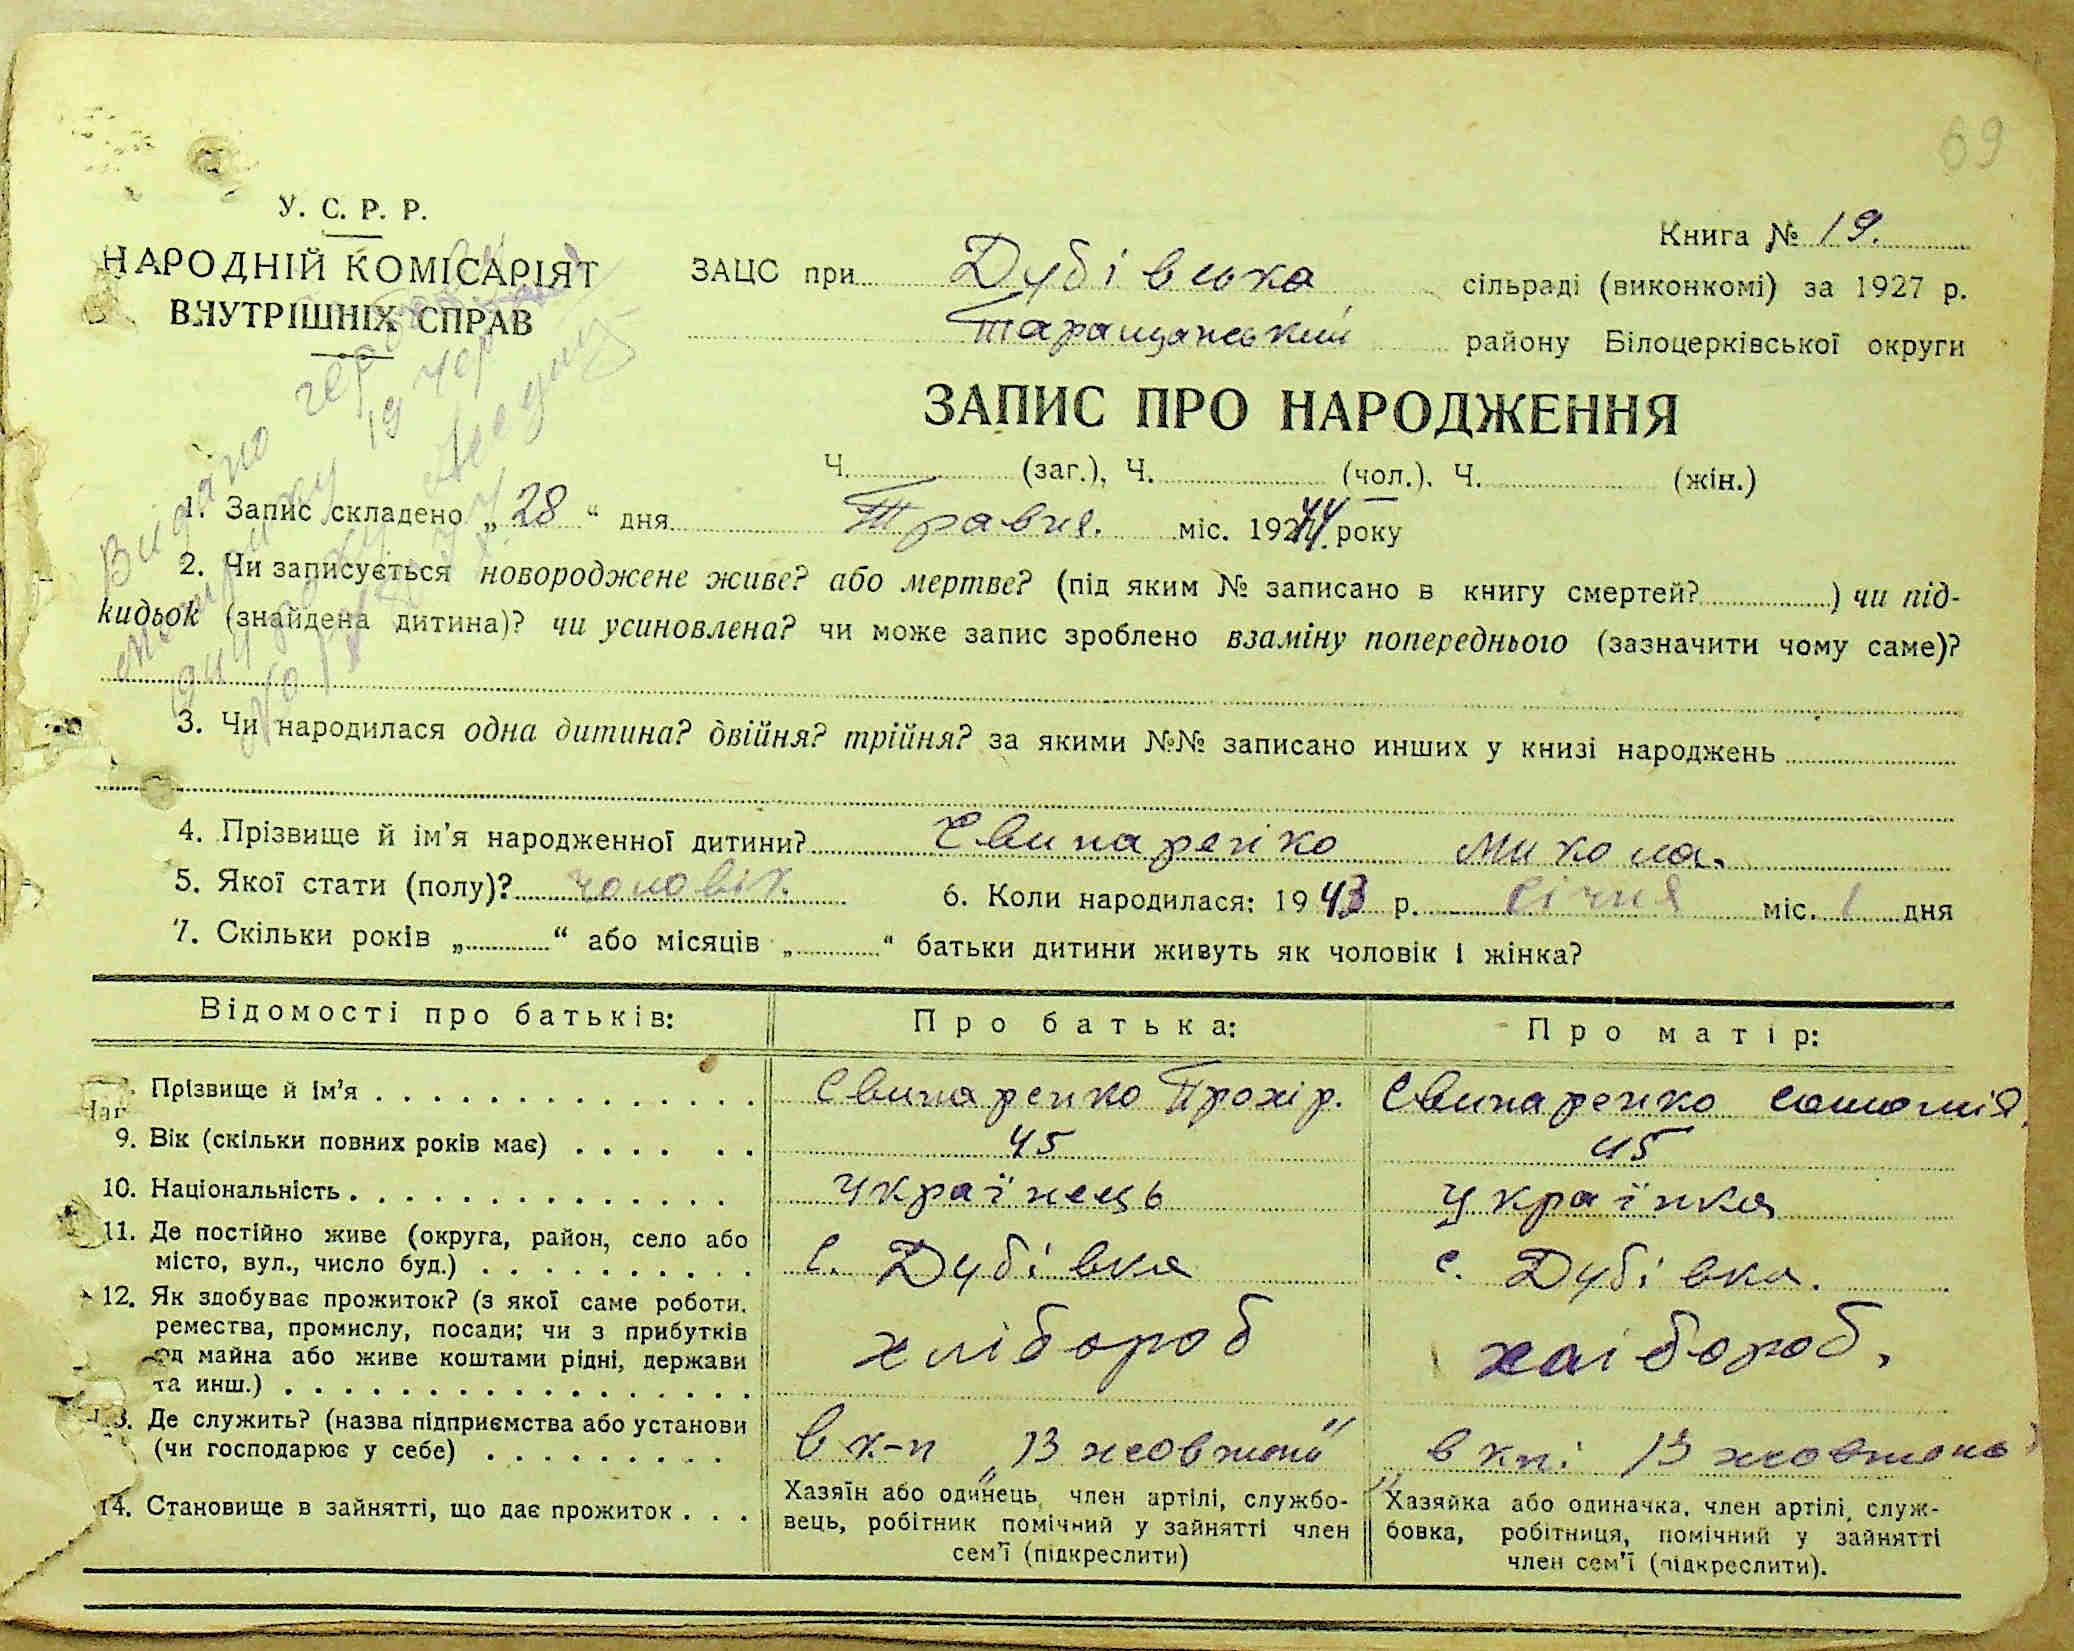 69
У. С. Р. Р.
НАРОДНІЙ КОМІСАРІЯТ
ВНУТРІШНІХ СПРАВ
Книга № 19.
ЗАЦС при Дубівська сільраді (виконкомі) за 1927 р.
Таращанський району Білоцерківської округи
ЗАПИС ПРО НАРОДЖЕННЯ
Ч. (заг.), Ч. (чол.). Ч. (жін.)
Видано
1. Запис складено „ 28 “ дня Травня. міс. 1944. року
2. Чи записується новороджене живе? або мертве? (під яким № записано в книгу смертей? ) чи під-
кидьок (знайдена дитина)? чи усиновлена? чи може запис зроблено взаміну попереднього (зазначити чому саме)?
3. Чи народилася одна дитина? двійня? трійня? за якими №№ записано инших у книзі народжень
4. Прізвище й ім’я народженної дитини? Свинаренко Микола.
5. Якої стати (полу)? чоловіч. 6. Коли народилася: 1943 р. Січня міс. 1 дня
7. Скільки років „ “ або місяців „ “ батьки дитини живуть як чоловік і жінка?
Відомості про батьків: Про батька: Про матір:
Прізвище й ім’я Свинаренко Прохір. Свинаренко Соломія.
9. Вік (скільки повних років має) 45 45
10. Національність Українець Українка
11. Де постійно живе (округа, район, село або
місто, вул., число буд.) с. Дубівка с. Дубівка.
12. Як здобуває прожиток? (з якої саме роботи.
ремества, промислу, посади; чи з прибутків
од майна або живе коштами рідні, держави
та инш.) хлібороб хлібороб.
13. Де служить? (назва підприємства або установи
(чи господарює у себе) в к-п „13 жовтень“ в кп: „13 жовтень“
14. Становище в зайнятті, що дає прожиток
Хазяїн або одинець, член артілі, службо-
вець, робітник помічний у зайнятті член
сем’ї (підкреслити)
Хазяйка або одиначка, член артілі, служ-
бовка, робітниця, помічний у зайнятті
член сем’ї (підкреслити).